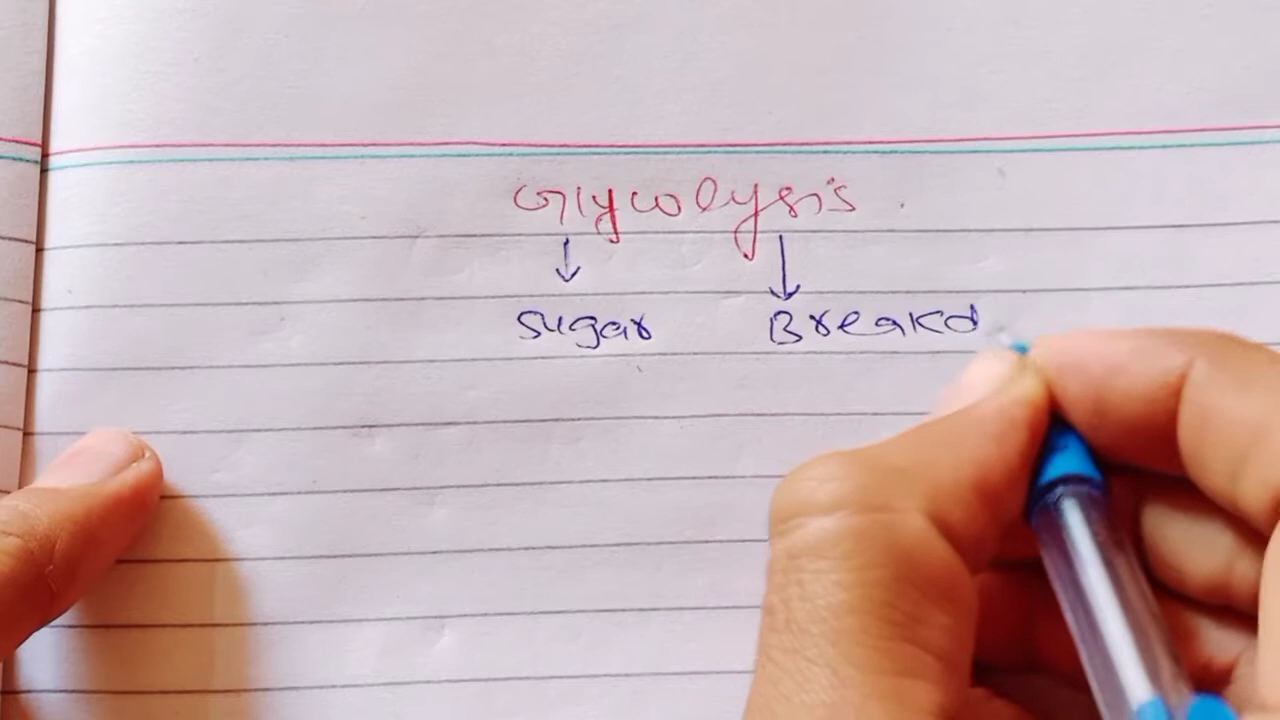 Glycolysis.
↓ ↓
Sugar Breakd